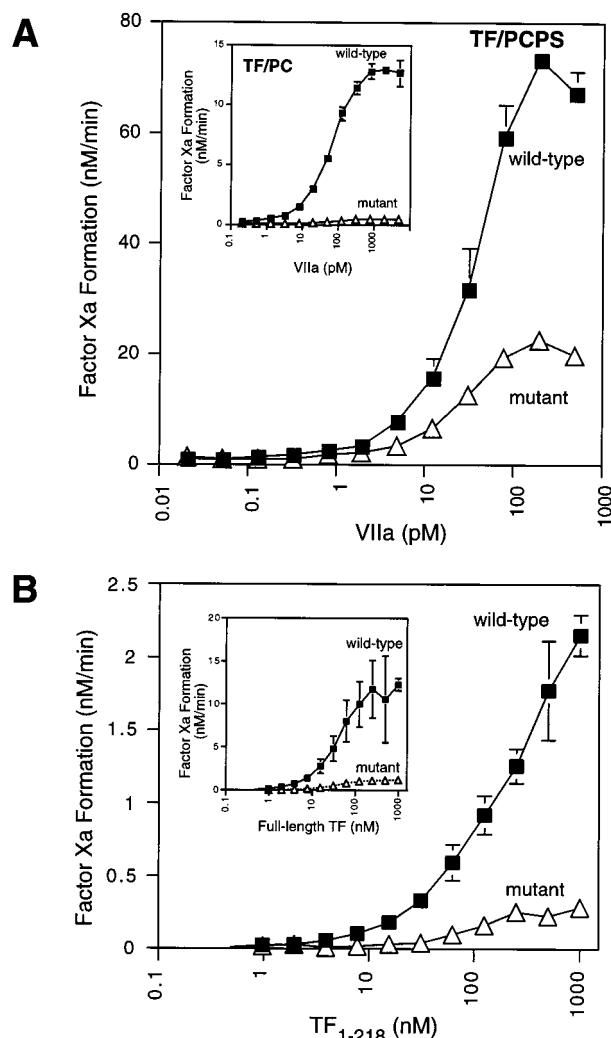 A
80
60
40
20
0
Factor Xa Formation (nM/min)
0.01
0.1
1
10
100
1000
VIIa (pM)
TF/PCPS
wild-type
mutant
TF/PC
15
10
5
0
Factor Xa Formation
(nM/min)
wild-type
mutant
0.1
1
10
100
1000
VIIa (pM)
B
2.5
2
1.5
1
0.5
0
Factor Xa Formation (nM/min)
0.1
1
10
100
1000
TF1-218 (nM)
wild-type
mutant
20
15
10
5
0
Factor Xa Formation
(nM/min)
wild-type
mutant
0.1
1
10
100
1000
Full-length TF (nM)